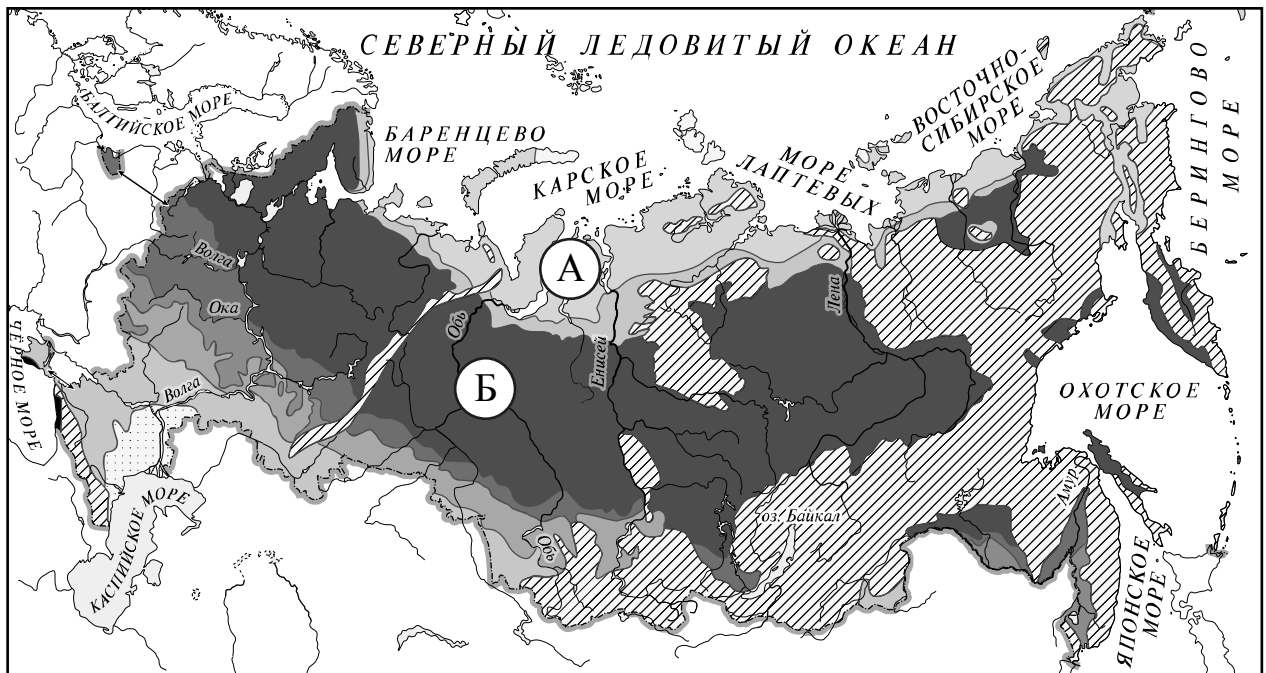 СЕВЕРНЫЙ ЛЕДОВИТЫЙ ОКЕАН
БАЛТИЙСКОЕ МОРЕ
БАРЕНЦЕВО
МОРЕ
КАРСКОЕ
МОРЕ
МОРЕ
ЛАПТЕВЫХ
ВОСТОЧНО-
СИБИРСКОЕ
МОРЕ
БЕРИНГОВО
МОРЕ
А
Волга
Ока
Обь
Енисей
Лена
Б
Волга
ЧЕРНОЕ МОРЕ
ОХОТСКОЕ
МОРЕ
КАСПИЙСКОЕ МОРЕ
Обь
оз. Байкал
Амур
ЯПОНСКОЕ
МОРЕ